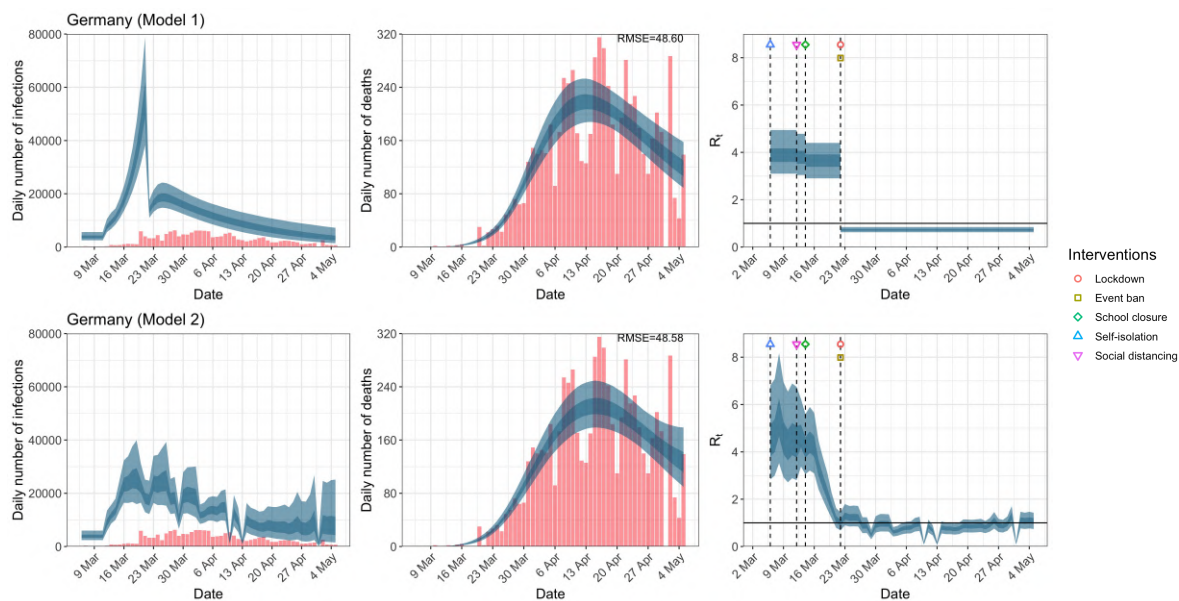 Germany (Model 1)
80000
60000
40000
20000
0
Daily number of infections
9 Mar
16 Mar
23 Mar
30 Mar
6 Apr
13 Apr
20 Apr
27 Apr
4 May
Date
320
240
160
80
0
Daily number of deaths
RMSE=48.60
9 Mar
16 Mar
23 Mar
30 Mar
6 Apr
13 Apr
20 Apr
27 Apr
4 May
Date
8
6
4
2
0
Rt
2 Mar
9 Mar
16 Mar
23 Mar
30 Mar
6 Apr
13 Apr
20 Apr
27 Apr
4 May
Date
Interventions
Lockdown
Event ban
School closure
Self-isolation
Social distancing
Germany (Model 2)
80000
60000
40000
20000
0
Daily number of infections
9 Mar
16 Mar
23 Mar
30 Mar
6 Apr
13 Apr
20 Apr
27 Apr
4 May
Date
320
240
160
80
0
Daily number of deaths
RMSE=48.58
9 Mar
16 Mar
23 Mar
30 Mar
6 Apr
13 Apr
20 Apr
27 Apr
4 May
Date
8
6
4
2
0
Rt
2 Mar
9 Mar
16 Mar
23 Mar
30 Mar
6 Apr
13 Apr
20 Apr
27 Apr
4 May
Date